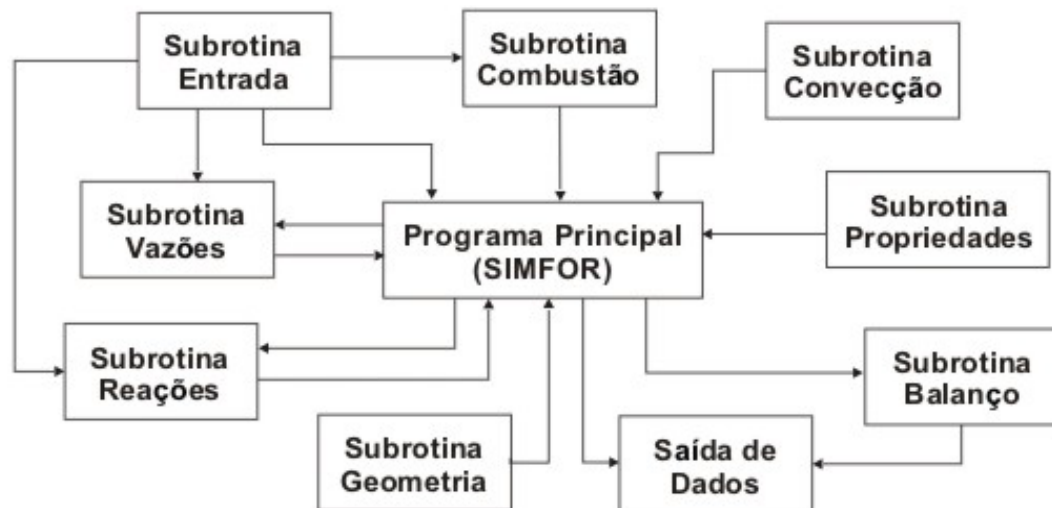 Subrotina
Entrada
Subrotina
Combustão
Subrotina
Convecção
Subrotina
Vazões
Programa Principal
(SIMFOR)
Subrotina
Propriedades
Subrotina
Reações
Subrotina
Geometria
Saída de
Dados
Subrotina
Balanço